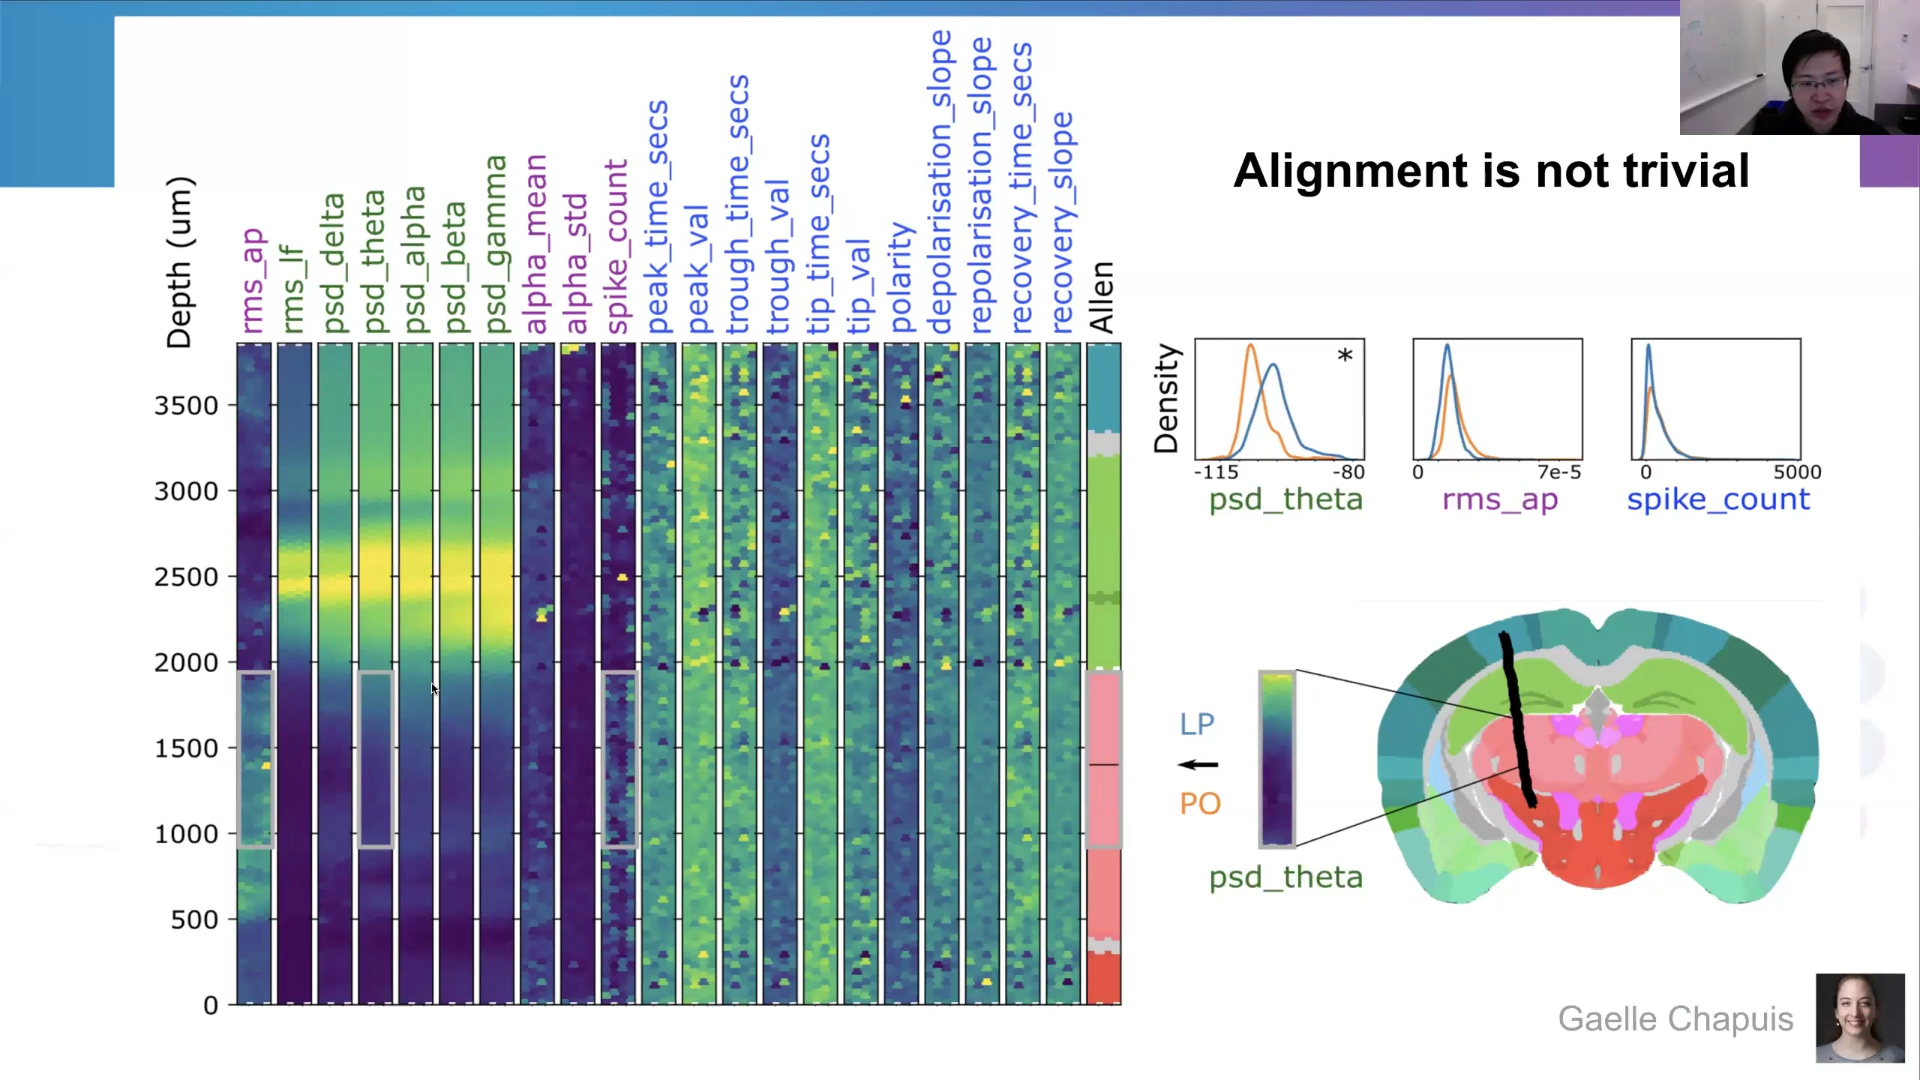 Alignment is not trivial
Depth (um)
rms_ap
rms_lf
psd_delta
psd_theta
psd_alpha
psd_beta
psd_gamma
alpha_mean
alpha_std
spike_count
peak_time_secs
peak_val
trough_time_secs
trough_val
tip_time_secs
tip_val
polarity
depolarisation_slope
repolarisation_slope
recovery_time_secs
recovery_slope
Allen
3500
3000
2500
2000
1500
1000
500
0
Density
*
-115 -80
psd_theta
0 7e-5
rms_ap
0 5000
spike_count
LP
PO
psd_theta
Gaelle Chapuis